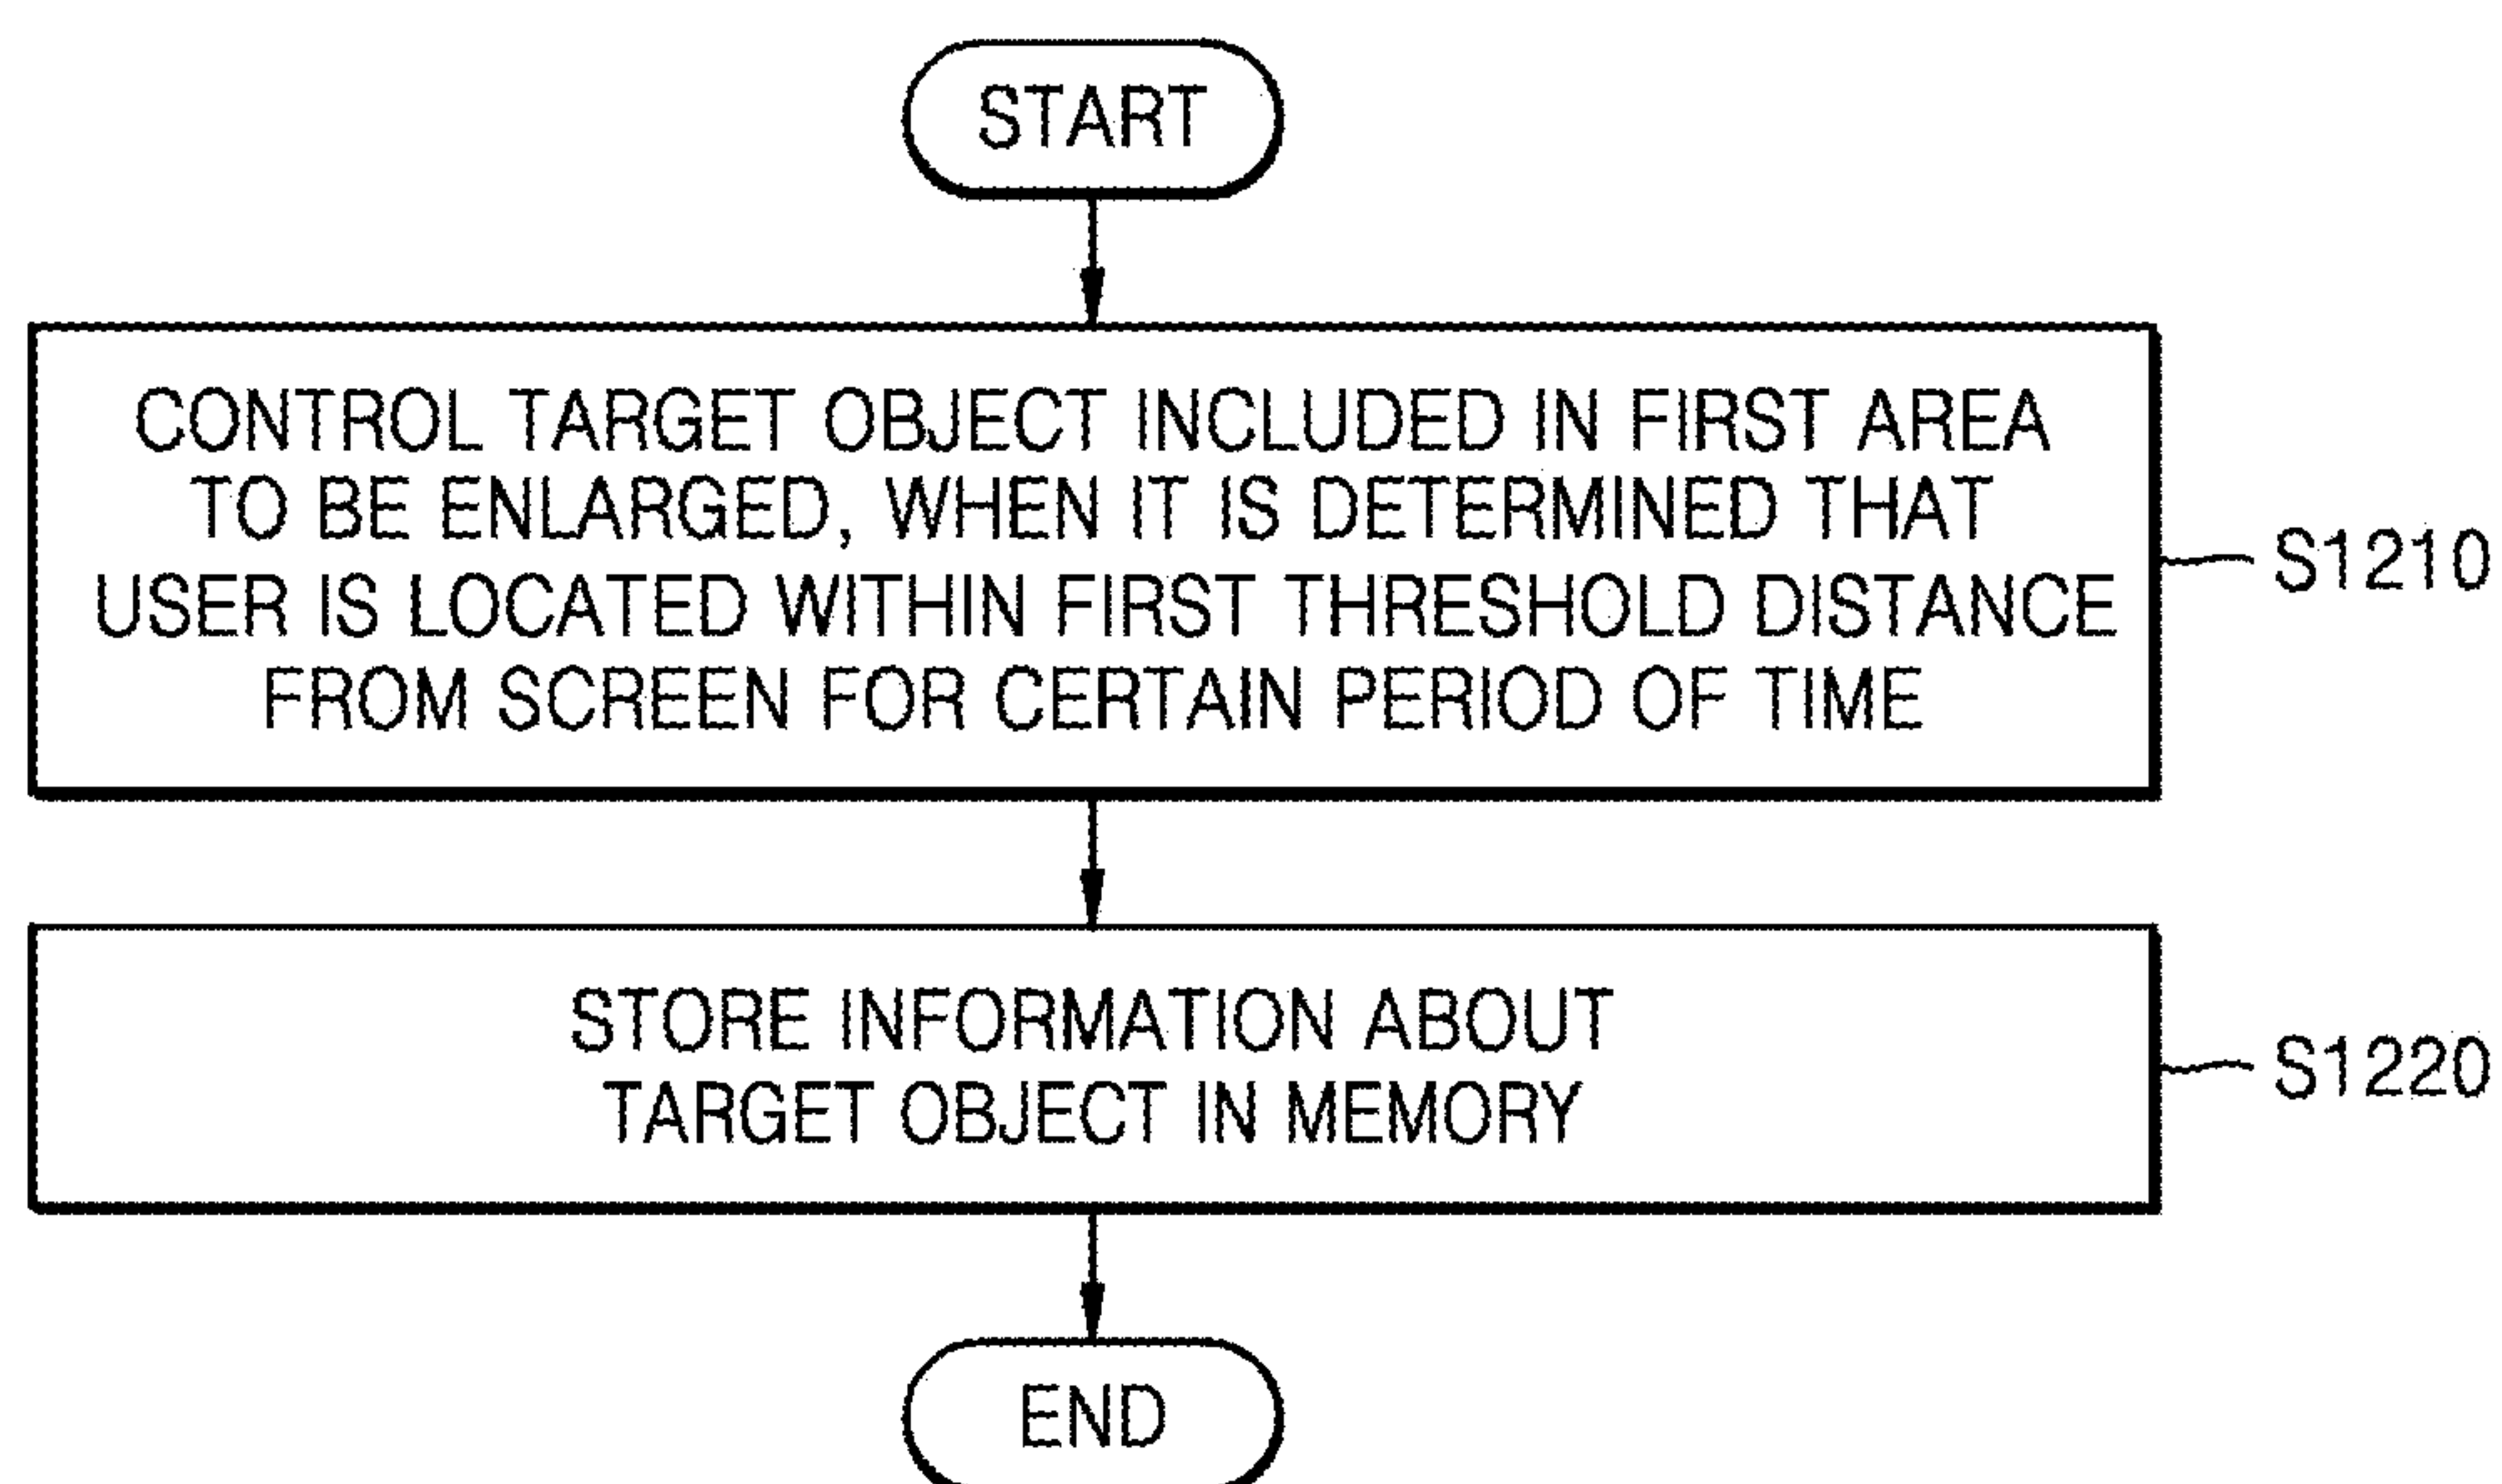 START
CONTROL TARGET OBJECT INCLUDED IN FIRST AREA
TO BE ENLARGED, WHEN IT IS DETERMINED THAT
USER IS LOCATED WITHIN FIRST THRESHOLD DISTANCE
FROM SCREEN FOR CERTAIN PERIOD OF TIME
S1210
STORE INFORMATION ABOUT
TARGET OBJECT IN MEMORY
S1220
END